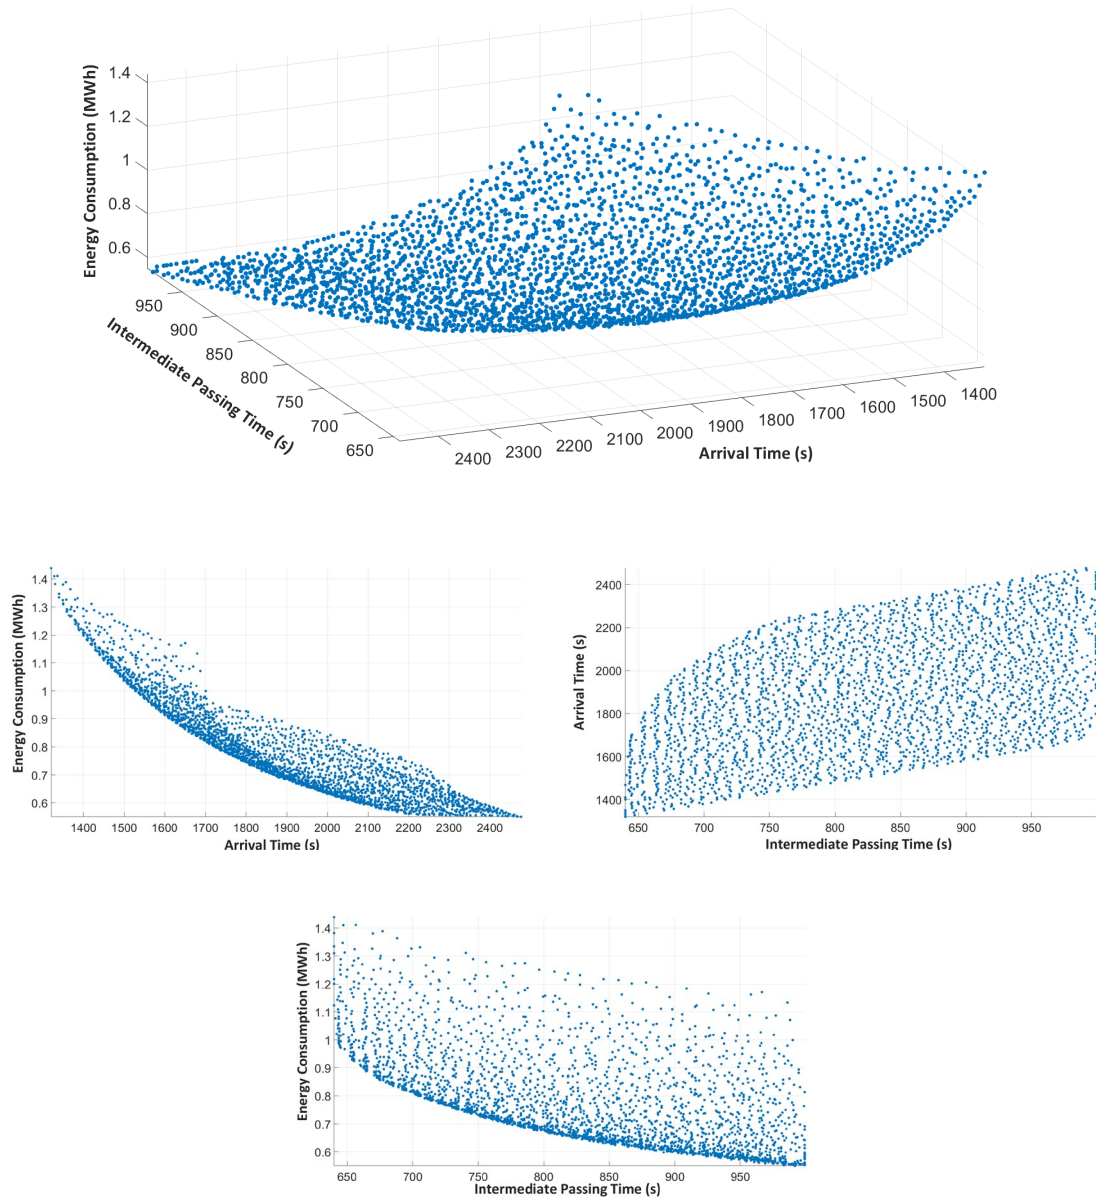 Energy Consumption (MWh)
1.4
1.2
1
0.8
0.6
950
900
850
800
750
700
650
Intermediate Passing Time (s)
2400 2300 2200 2100 2000 1900 1800 1700 1600 1500 1400
Arrival Time (s)
Energy Consumption (MWh)
1.4
1.3
1.2
1.1
1
0.9
0.8
0.7
0.6
1400 1500 1600 1700 1800 1900 2000 2100 2200 2300 2400
Arrival Time (s)
Arrival Time (s)
2400
2200
2000
1800
1600
1400
650 700 750 800 850 900 950
Intermediate Passing Time (s)
Energy Consumption (MWh)
1.4
1.3
1.2
1.1
1
0.9
0.8
0.7
0.6
650 700 750 800 850 900 950
Intermediate Passing Time (s)